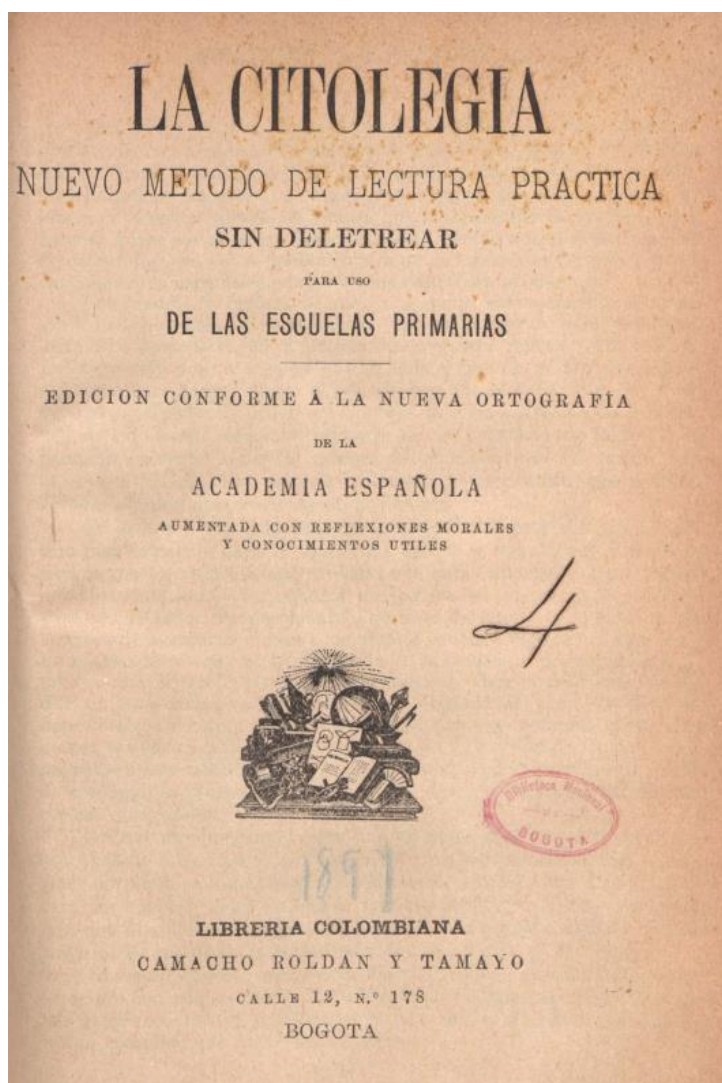 LA CITOLEGIA
NUEVO METODO DE LECTURA PRACTICA
SIN DELETREAR
PARA USO
DE LAS ESCUELAS PRIMARIAS
EDICION CONFORME Á LA NUEVA ORTOGRAFÍA
DE LA
ACADEMIA ESPAÑOLA
AUMENTADA CON REFLEXIONES MORALES
Y CONOCIMIENTOS UTILES
4
Biblioteca Nacional
BOGOTA
1897
LIBRERIA COLOMBIANA
CAMACHO ROLDAN Y TAMAYO
CALLE 12, N.º 178
BOGOTA